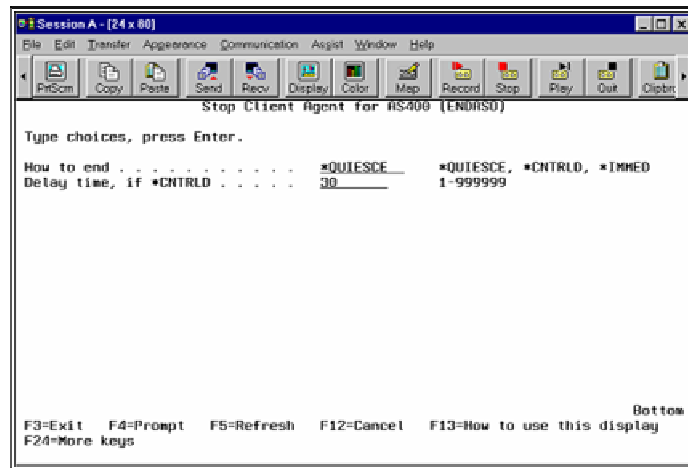 Session A - [24 x 80]
File Edit Transfer Appearance Communication Assist Window Help
PrtScrn Copy Paste Send Recv Display Color Map Record Stop Play Quit Clipbrd
Stop Client Agent for AS400 (ENDASO)
Type choices, press Enter.
How to end . . . . . . . . . . . *QUIESCE *QUIESCE, *CNTRLD, *IMMED
Delay time, if *CNTRLD . . . . . 30 1-999999
Bottom
F3=Exit F4=Prompt F5=Refresh F12=Cancel F13=How to use this display
F24=More keys